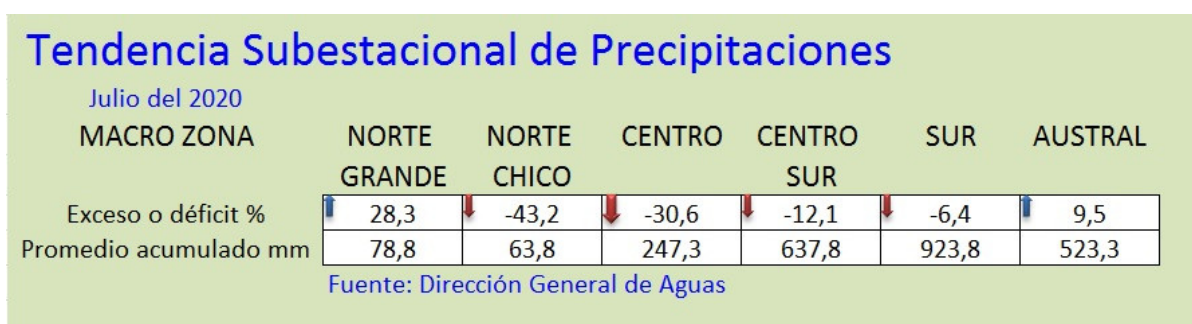 Tendencia Subestacional de Precipitaciones
Julio del 2020
MACRO ZONA NORTE GRANDE NORTE CHICO CENTRO CENTRO SUR SUR AUSTRAL
Exceso o déficit % 28,3 -43,2 -30,6 -12,1 -6,4 9,5
Promedio acumulado mm 78,8 63,8 247,3 637,8 923,8 523,3
Fuente: Dirección General de Aguas